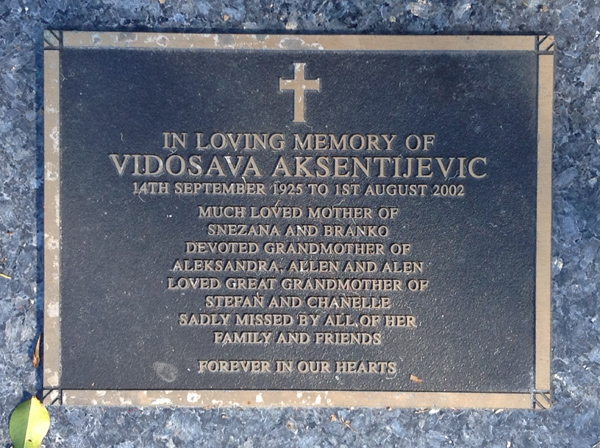 IN LOVING MEMORY OF
VIDOSAVA AKSENTIJEVIC
14TH SEPTEMBER 1925 TO 1ST AUGUST 2002
MUCH LOVED MOTHER OF
SNEZANA AND BRANKO
DEVOTED GRANDMOTHER OF
ALEKSANDRA, ALLEN AND ALEN
LOVED GREAT GRANDMOTHER OF
STEFAN AND CHANELLE
SADLY MISSED BY ALL OF HER
FAMILY AND FRIENDS
FOREVER IN OUR HEARTS